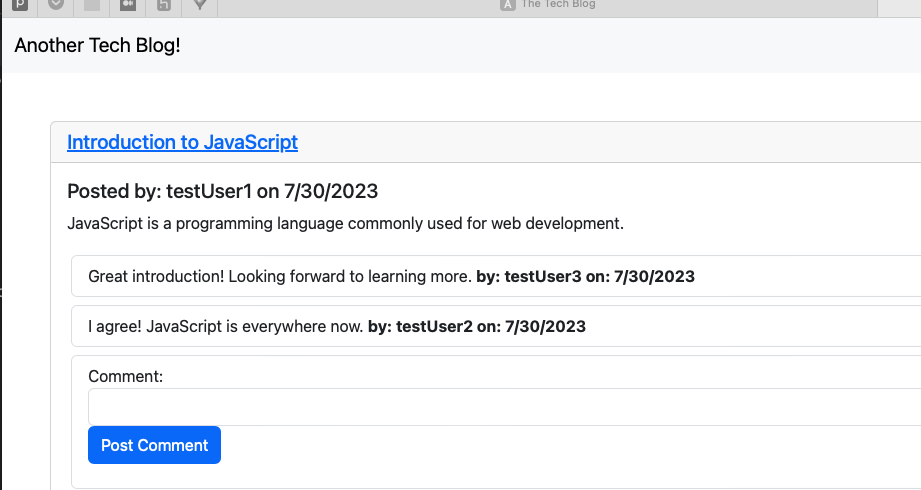 The Tech Blog
Another Tech Blog!
Introduction to JavaScript
Posted by: testUser1 on 7/30/2023
JavaScript is a programming language commonly used for web development.
Great introduction! Looking forward to learning more. by: testUser3 on: 7/30/2023
I agree! JavaScript is everywhere now. by: testUser2 on: 7/30/2023
Comment:
Post Comment